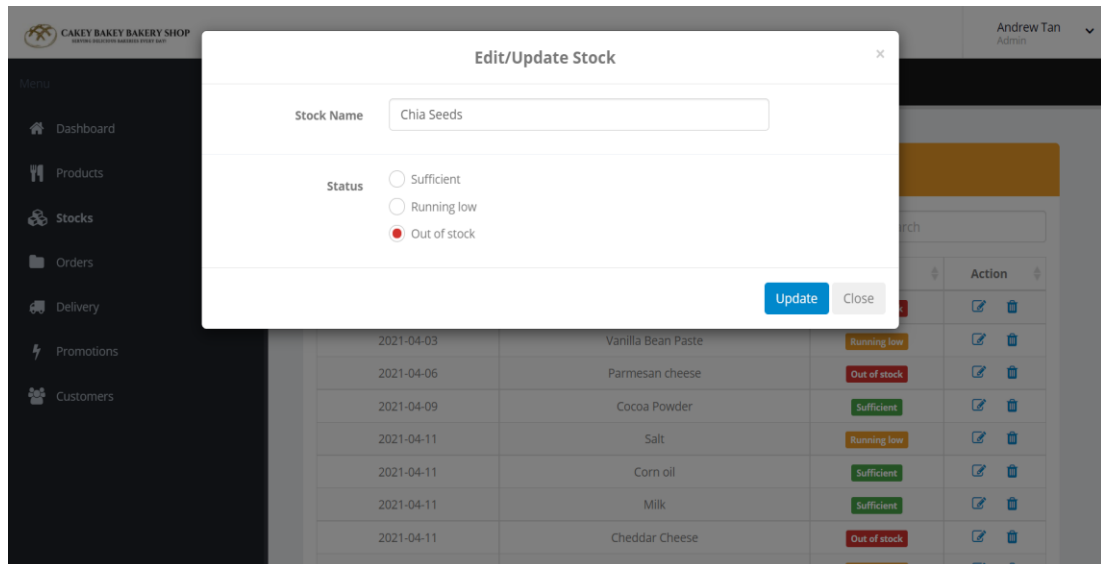 CAKEY BAKEY BAKERY SHOP
Andrew Tan
Admin
Edit/Update Stock
×
Menu
Stock Name
Chia Seeds
Dashboard
Products
Status
Sufficient
Running low
Out of stock
Stocks
Orders
Action
Delivery
Update
Close
2021-04-03 Vanilla Bean Paste Running low
Promotions
2021-04-06 Parmesan cheese Out of stock
Customers
2021-04-09 Cocoa Powder Sufficient
2021-04-11 Salt Running low
2021-04-11 Corn oil Sufficient
2021-04-11 Milk Sufficient
2021-04-11 Cheddar Cheese Out of stock